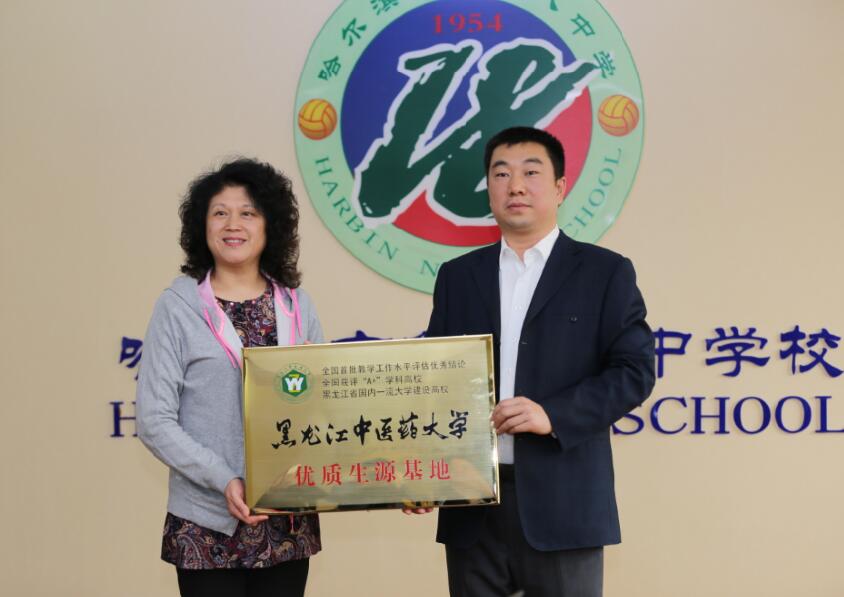 哈尔滨
中学
1954
HARBIN N
SCHOOL
中学校
H
SCHOOL
全国首批教学工作水平评估优秀结论
全国获评“A+”学科高校
黑龙江省国内一流大学建设高校
黑龙江中医药大学
优质生源基地